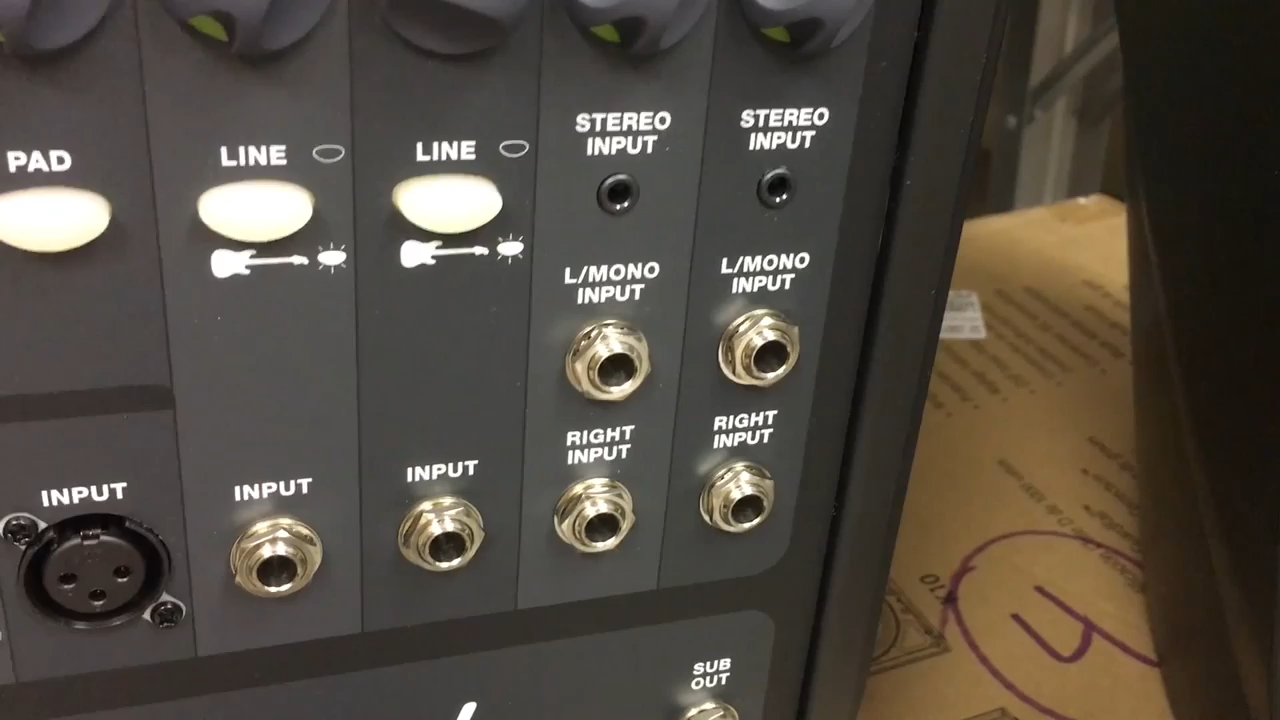 PAD
LINE
LINE
STEREO
INPUT
STEREO
INPUT
L/MONO
INPUT
L/MONO
INPUT
RIGHT
INPUT
RIGHT
INPUT
INPUT
INPUT
INPUT
SUB
OUT
4